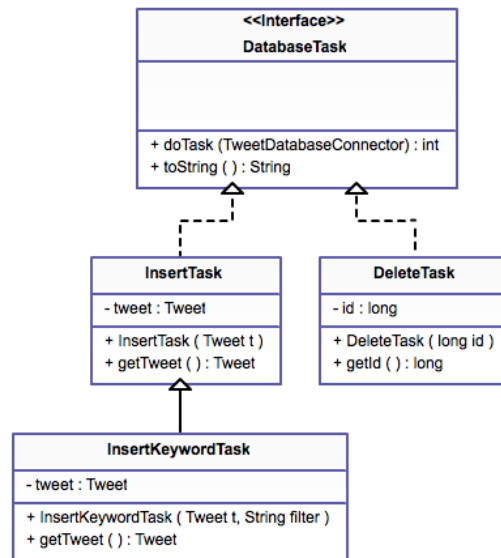 <<Interface>>
DatabaseTask
+ doTask (TweetDatabaseConnector) : int
+ toString ( ) : String
InsertTask
- tweet : Tweet
+ InsertTask ( Tweet t )
+ getTweet ( ) : Tweet
DeleteTask
- id : long
+ DeleteTask ( long id )
+ getId ( ) : long
InsertKeywordTask
- tweet : Tweet
+ InsertKeywordTask ( Tweet t, String filter )
+ getTweet ( ) : Tweet